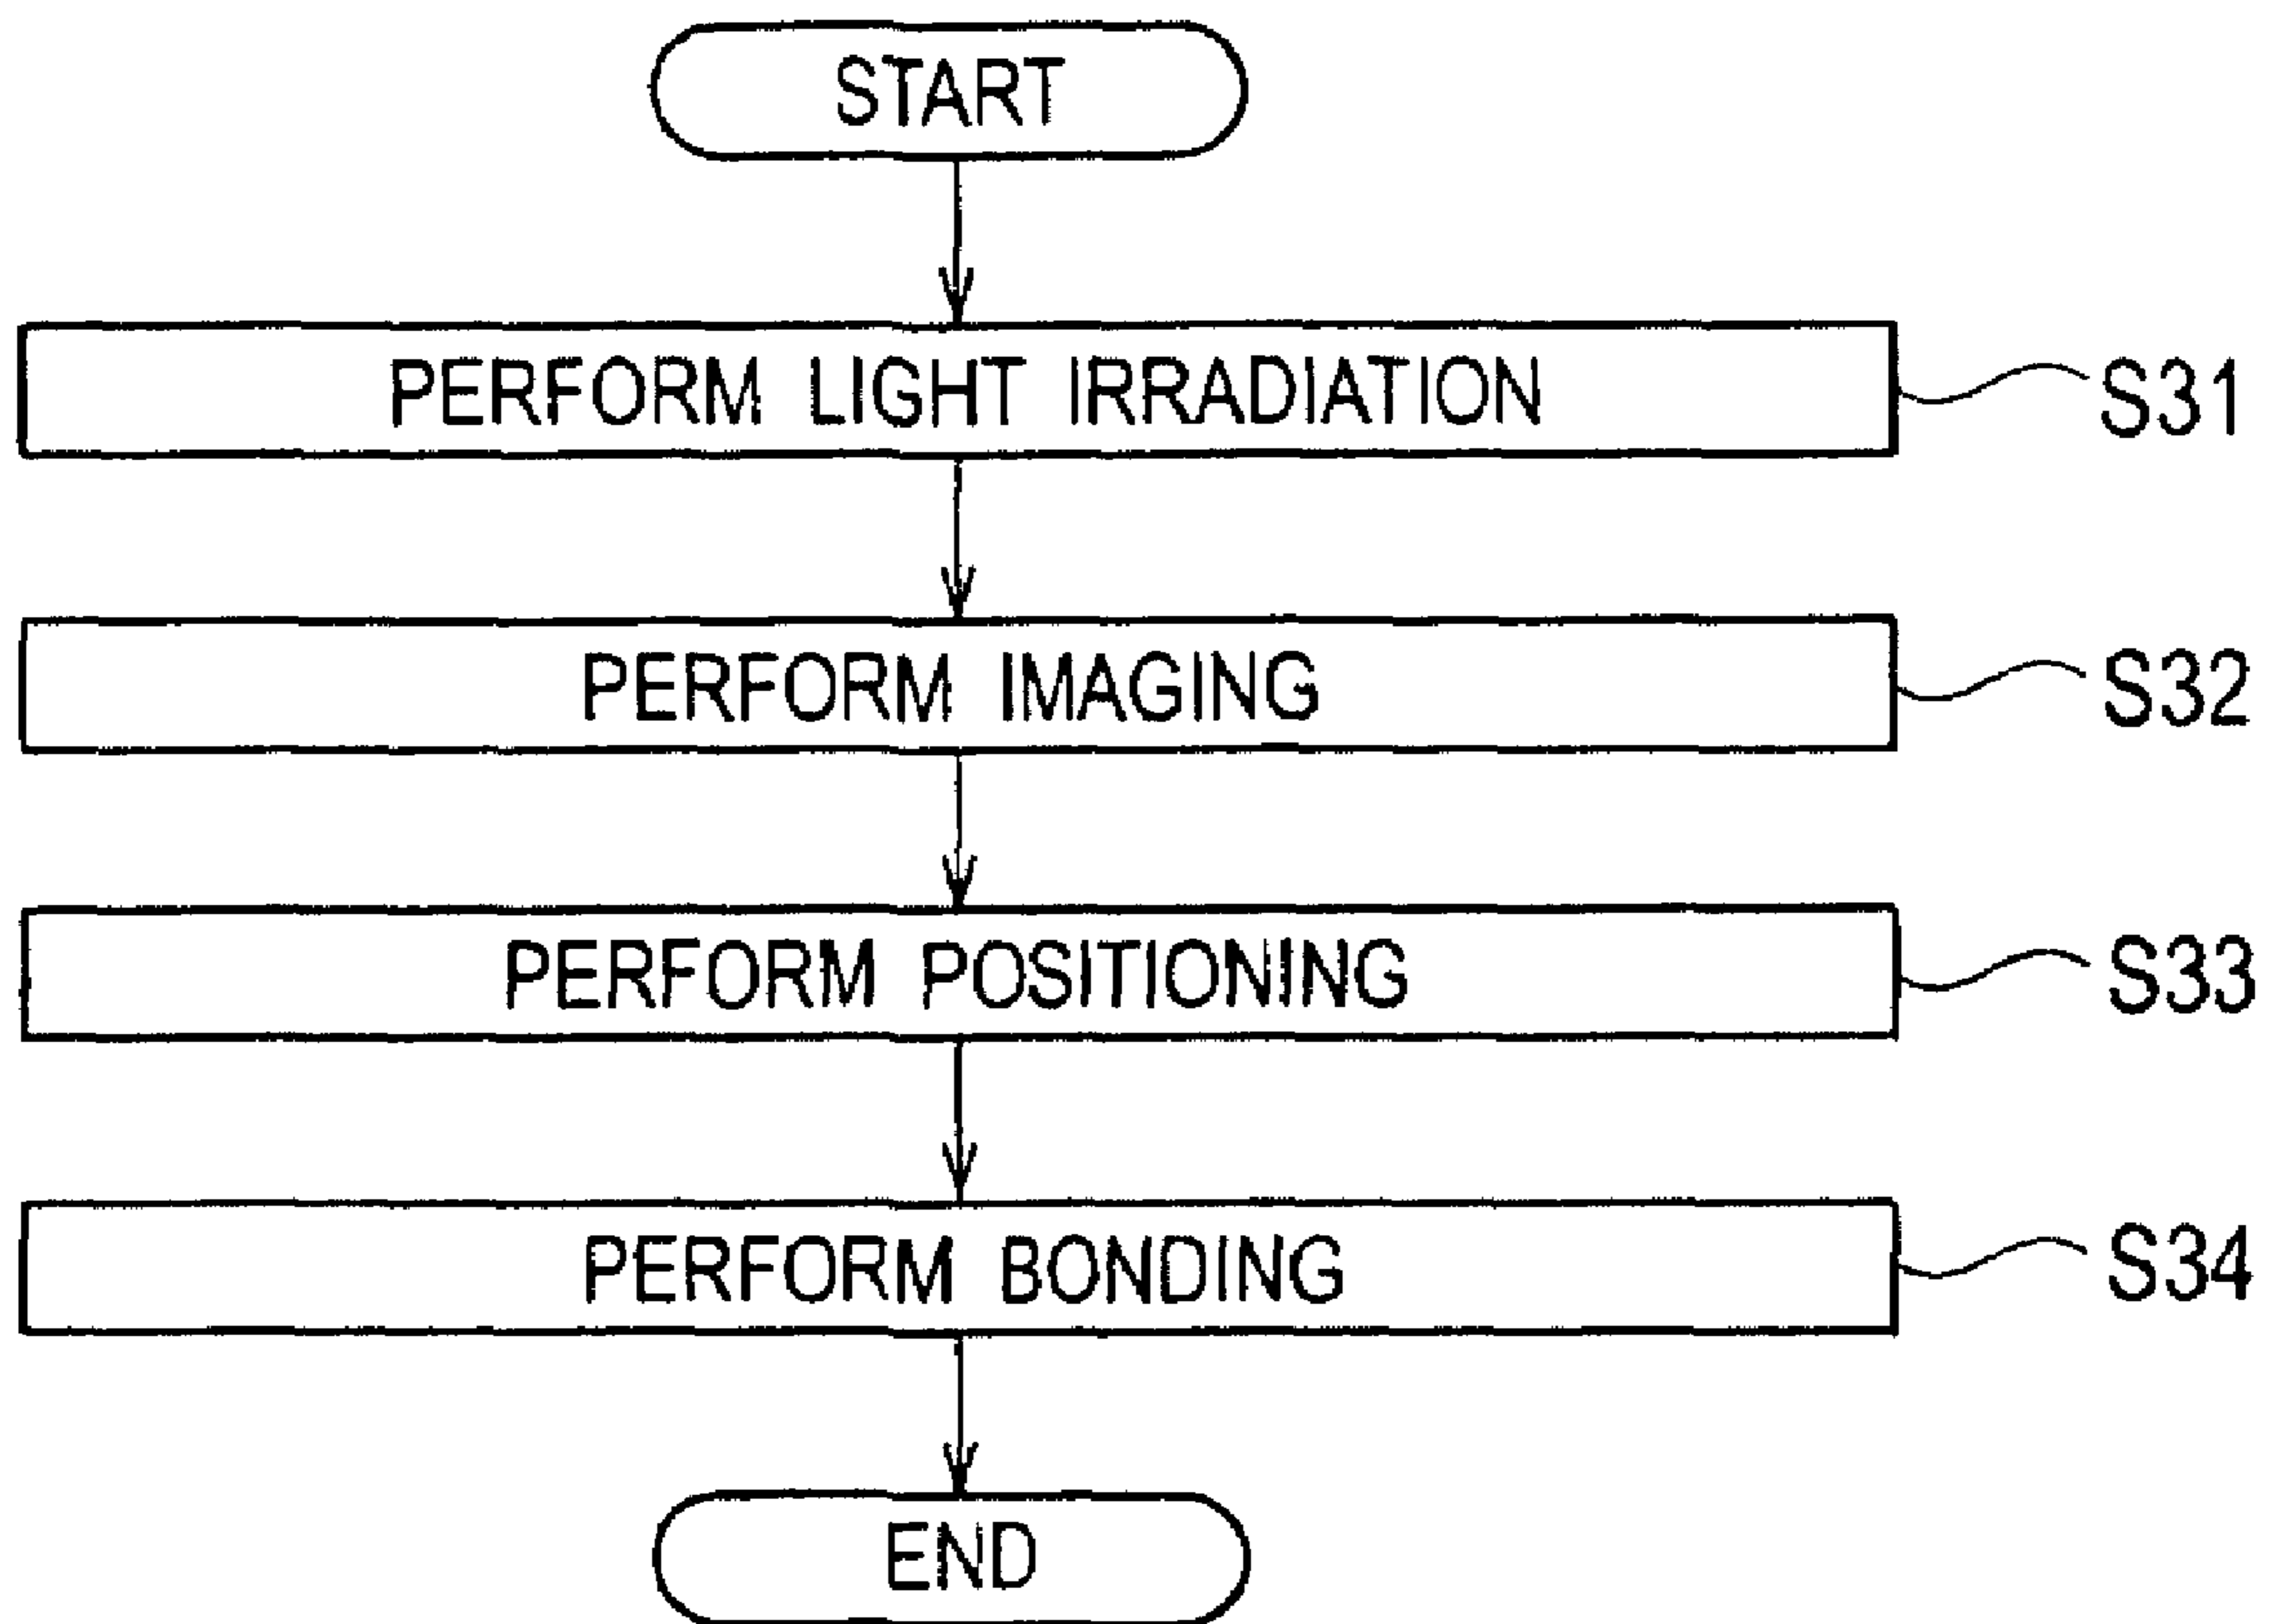 START
PERFORM LIGHT IRRADIATION S31
PERFORM IMAGING S32
PERFORM POSITIONING S33
PERFORM BONDING S34
END